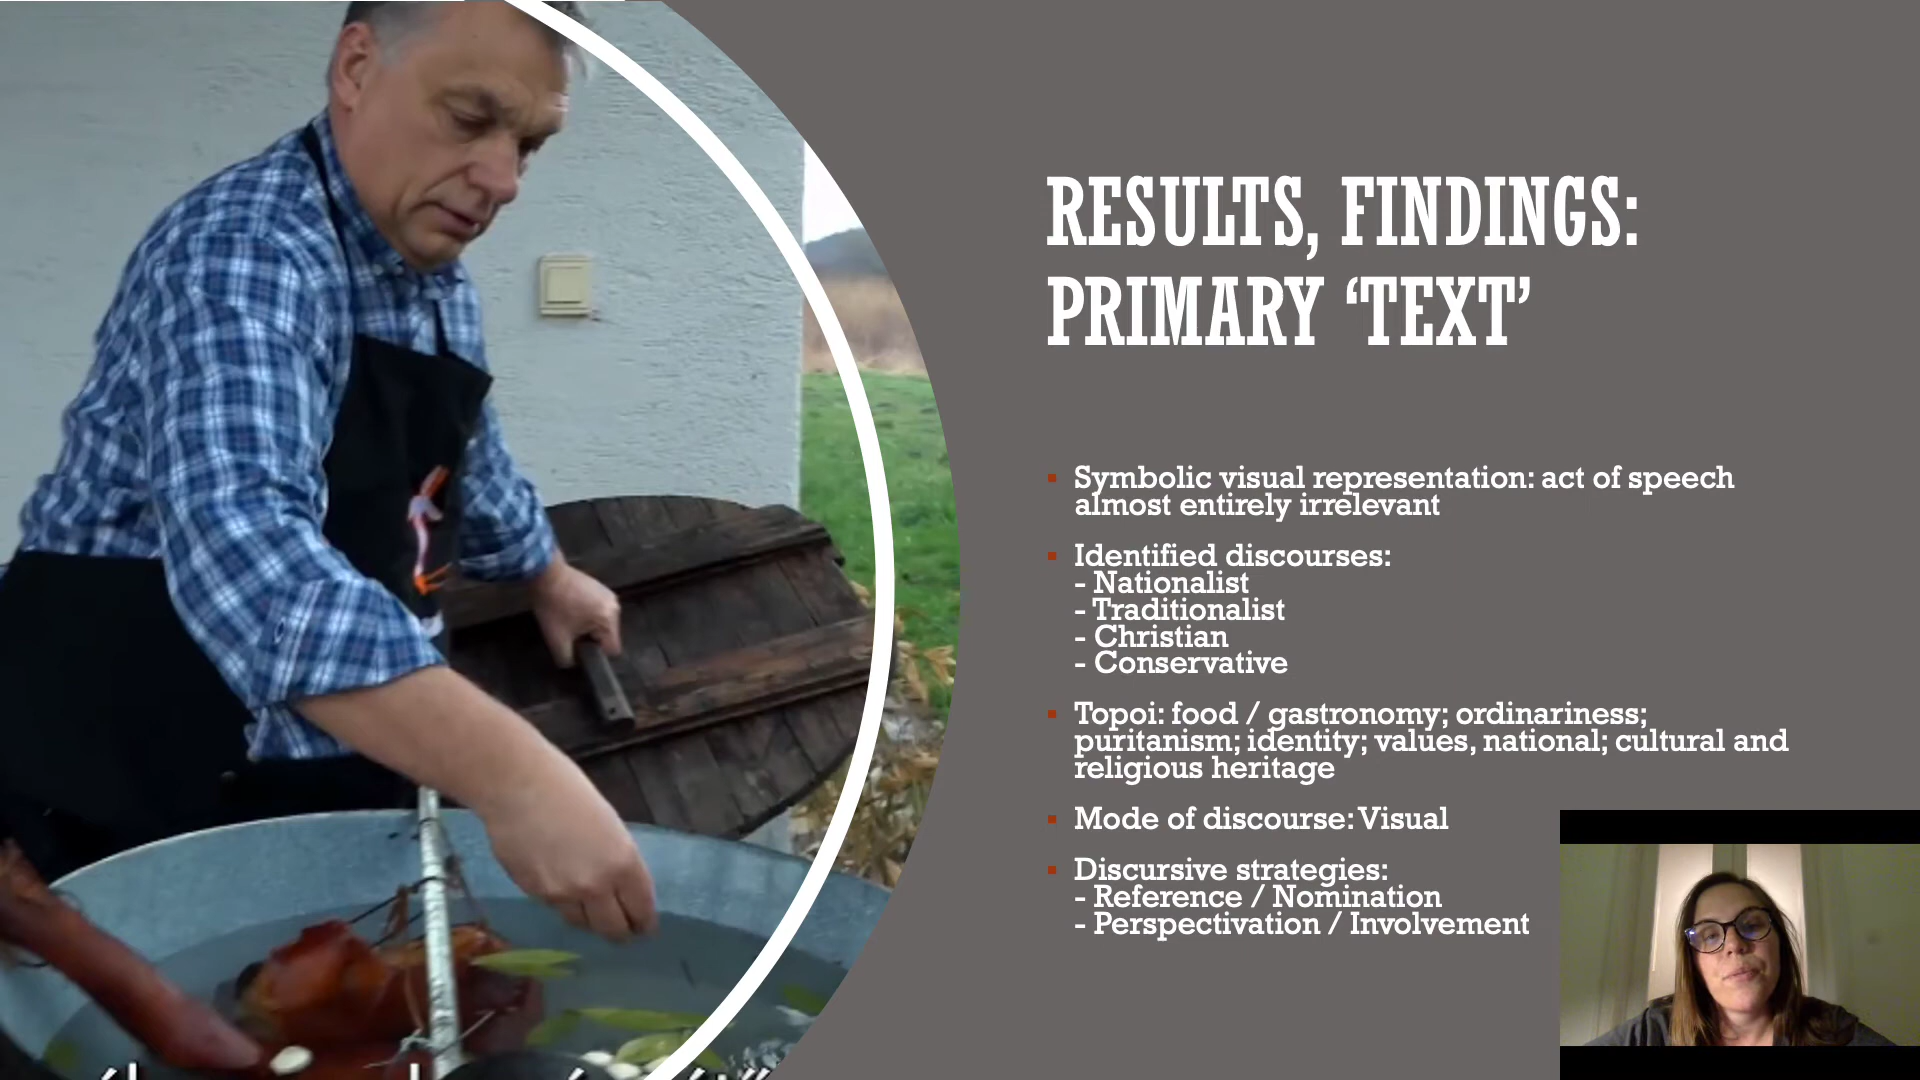 RESULTS, FINDINGS:
PRIMARY ‘TEXT’
▪ Symbolic visual representation: act of speech
almost entirely irrelevant
▪ Identified discourses:
- Nationalist
- Traditionalist
- Christian
- Conservative
▪ Topoi: food / gastronomy; ordinariness;
puritanism; identity; values, national; cultural and
religious heritage
▪ Mode of discourse: Visual
▪ Discursive strategies:
- Reference / Nomination
- Perspectivation / Involvement